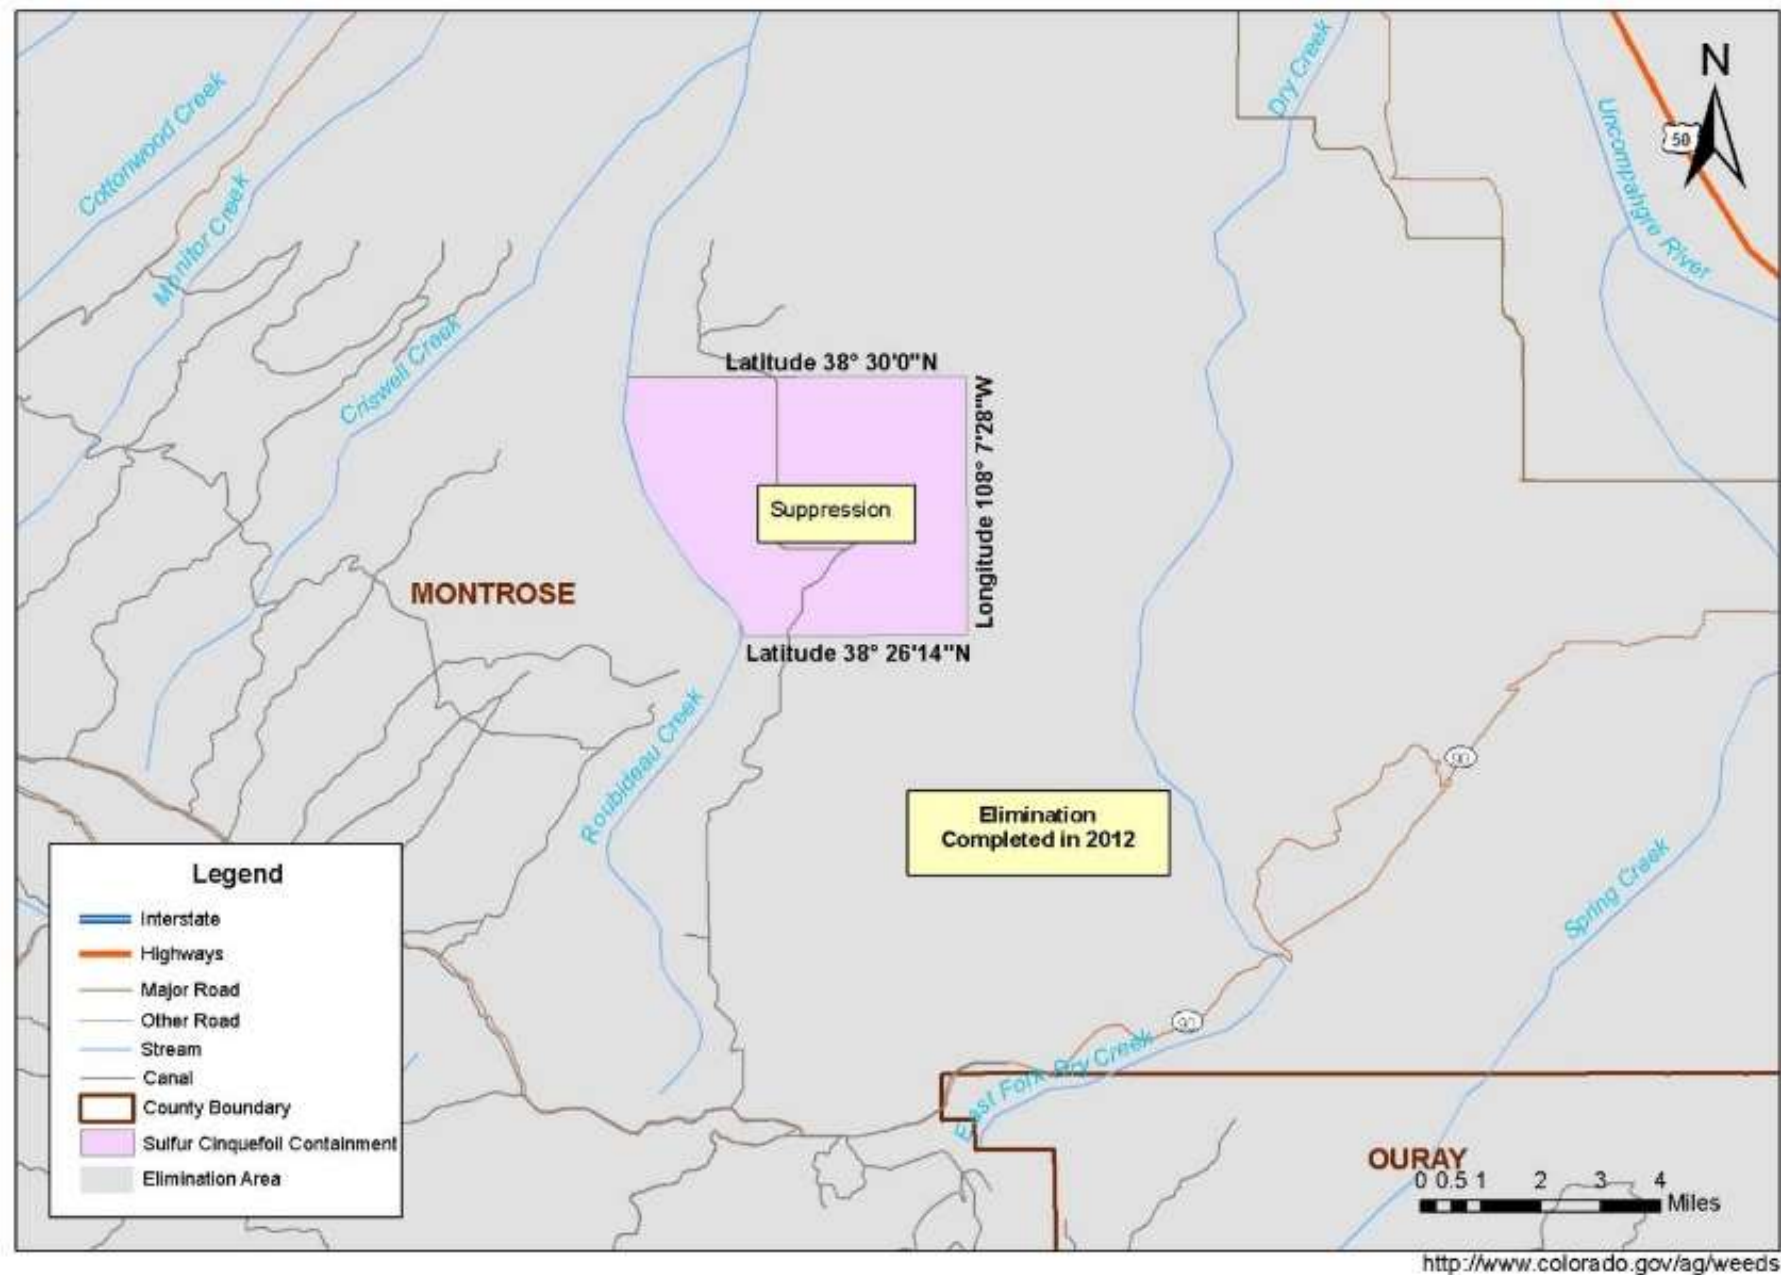 N
50
Cottonwood Creek
Monitor Creek
Criswell Creek
Dry Creek
Uncompahgre River
Latitude 38° 30'0"N
Longitude 108° 7'28"W
Suppression
MONTROSE
Latitude 38° 26'14"N
Roubideau Creek
90
Elimination
Completed in 2012
Spring Creek
90
East Fork Dry Creek
OURAY
Legend
Interstate
Highways
Major Road
Other Road
Stream
Canal
County Boundary
Sulfur Cinquefoil Containment
Elimination Area
0 0.5 1 2 3 4
Miles
http://www.colorado.gov/ag/weeds